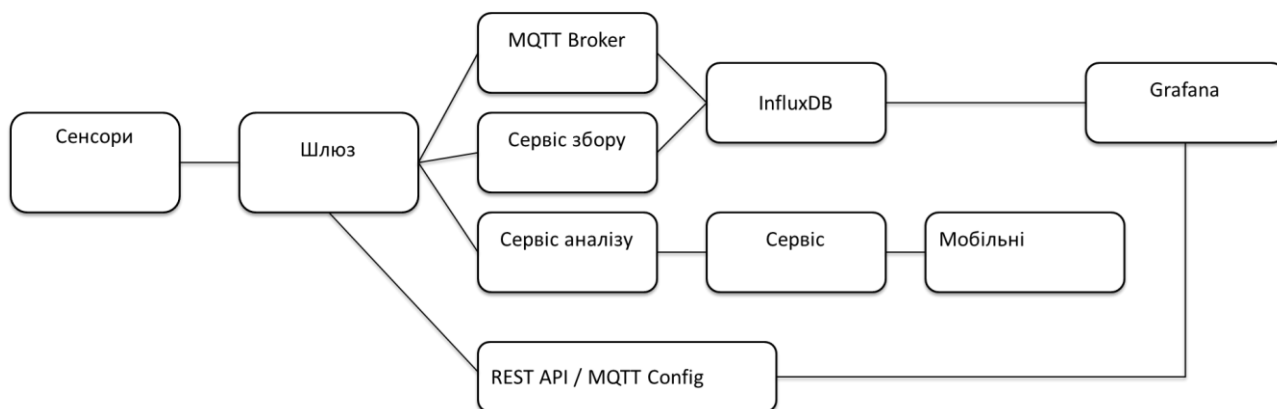 MQTT Broker
InfluxDB
Grafana
Сенсори
Шлюз
Сервіс збору
Сервіс аналізу
Сервіс
Мобільні
REST API / MQTT Config